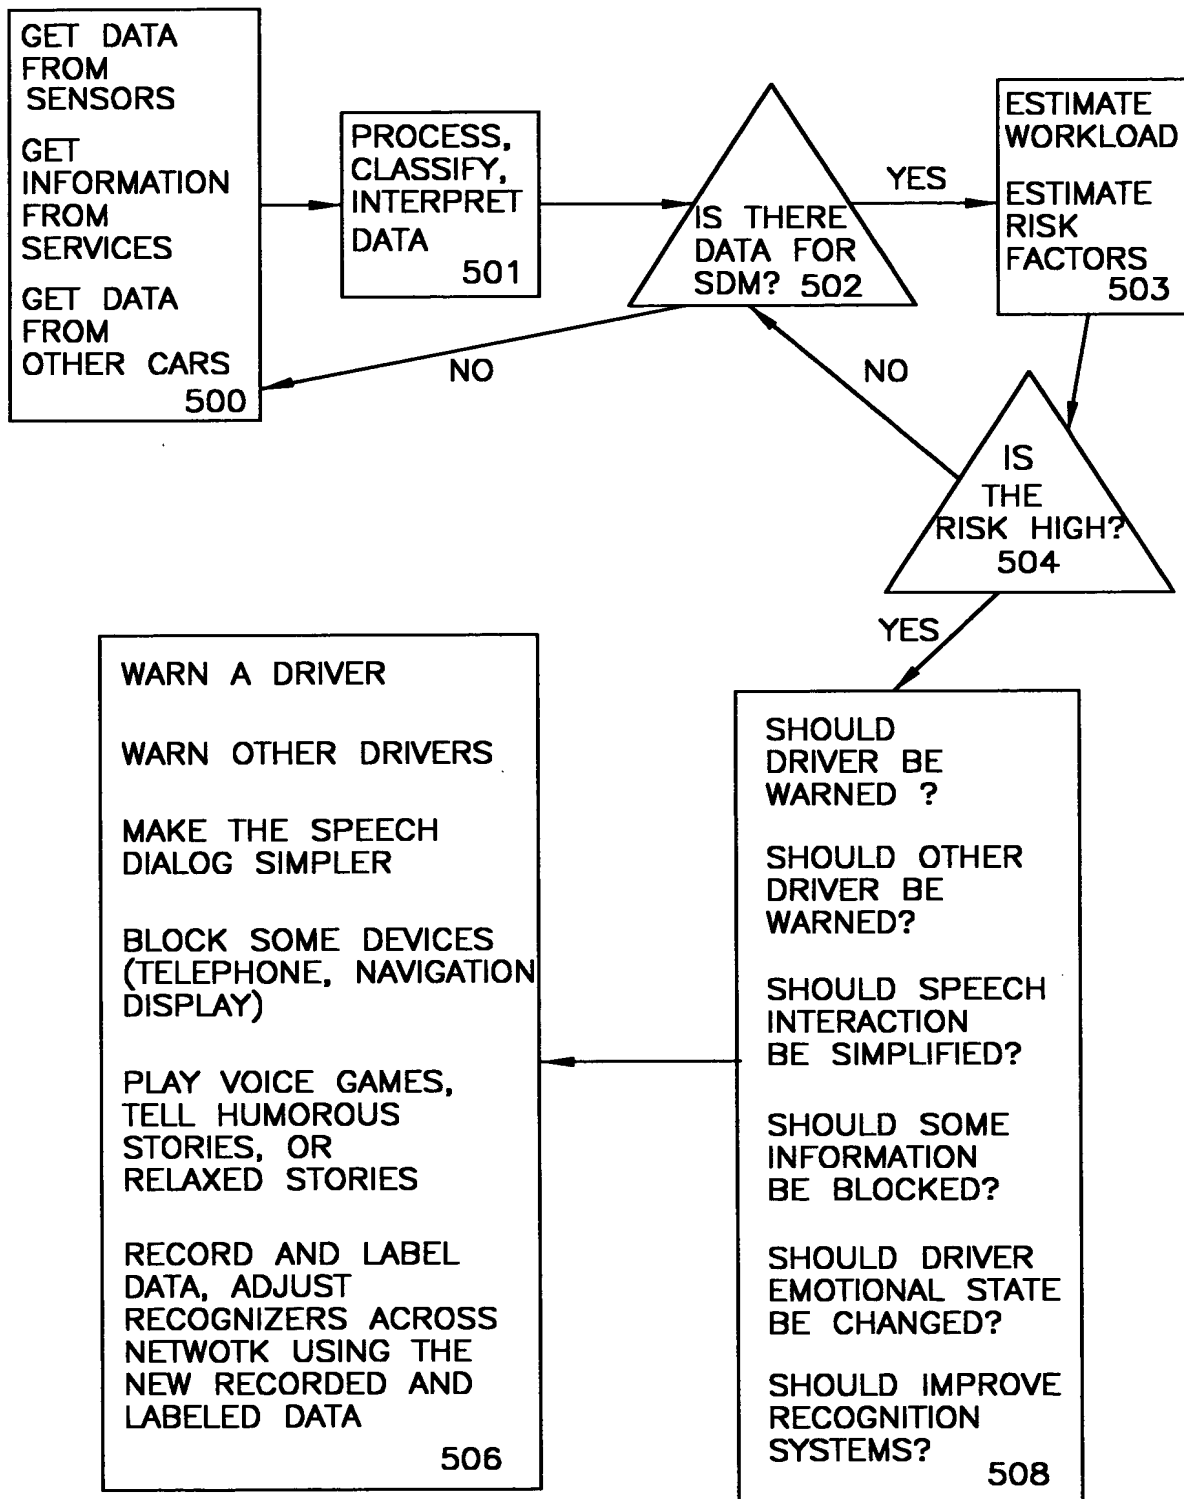 GET DATA
FROM
SENSORS
GET
INFORMATION
FROM
SERVICES
GET DATA
FROM
OTHER CARS
500
PROCESS,
CLASSIFY,
INTERPRET
DATA
501
IS THERE
DATA FOR
SDM? 502
YES
NO
ESTIMATE
WORKLOAD
ESTIMATE
RISK
FACTORS
503
NO
IS
THE
RISK HIGH?
504
YES
SHOULD
DRIVER BE
WARNED ?
SHOULD OTHER
DRIVER BE
WARNED?
SHOULD SPEECH
INTERACTION
BE SIMPLIFIED?
SHOULD SOME
INFORMATION
BE BLOCKED?
SHOULD DRIVER
EMOTIONAL STATE
BE CHANGED?
SHOULD IMPROVE
RECOGNITION
SYSTEMS?
508
WARN A DRIVER
WARN OTHER DRIVERS
MAKE THE SPEECH
DIALOG SIMPLER
BLOCK SOME DEVICES
(TELEPHONE, NAVIGATION
DISPLAY)
PLAY VOICE GAMES,
TELL HUMOROUS
STORIES, OR
RELAXED STORIES
RECORD AND LABEL
DATA, ADJUST
RECOGNIZERS ACROSS
NETWOTK USING THE
NEW RECORDED AND
LABELED DATA
506